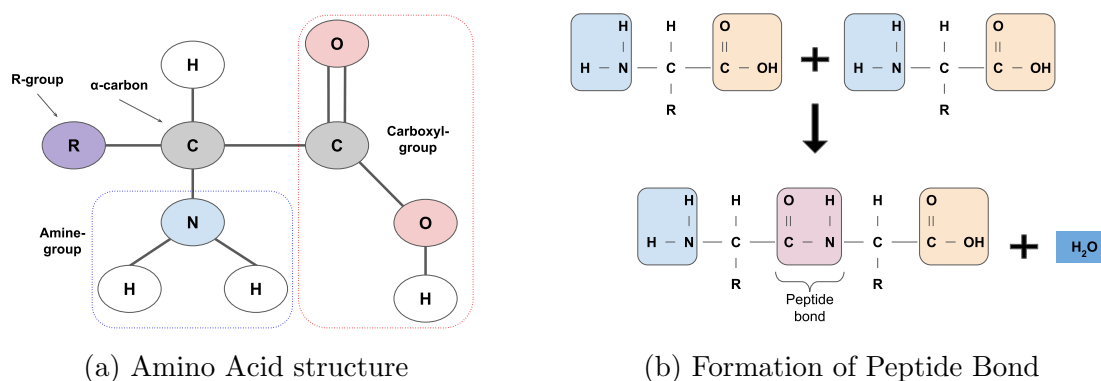 O
H
R-group
α-carbon
R
C
C
Carboxyl-
group
N
O
Amine-
group
H
H
H
(a) Amino Acid structure
H H O H H O
H N C C OH + H N C C OH
R R
H H O H H O
H N C C N C C OH + H₂O
R R
Peptide
bond
(b) Formation of Peptide Bond